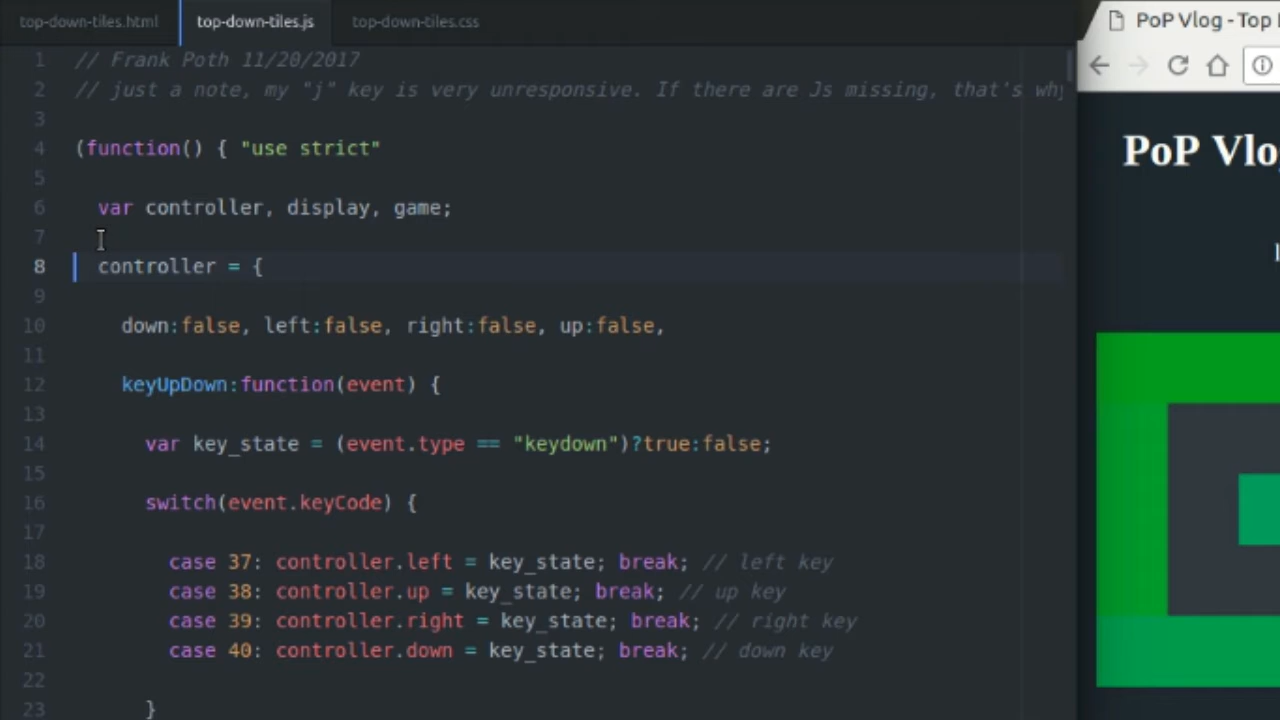 top-down-tiles.html
top-down-tiles.js
top-down-tiles.css
PoP Vlog - Top
1 // Frank Poth 11/20/2017
2 // just a note, my "j" key is very unresponsive. If there are Js missing, that's why
3
4 (function() { "use strict"
5
6 var controller, display, game;
7
8 controller = {
9
10 down:false, left:false, right:false, up:false,
11
12 keyUpDown:function(event) {
13
14 var key_state = (event.type == "keydown")?true:false;
15
16 switch(event.keyCode) {
17
18 case 37: controller.left = key_state; break; // left key
19 case 38: controller.up = key_state; break; // up key
20 case 39: controller.right = key_state; break; // right key
21 case 40: controller.down = key_state; break; // down key
22
23 }
PoP Vlo